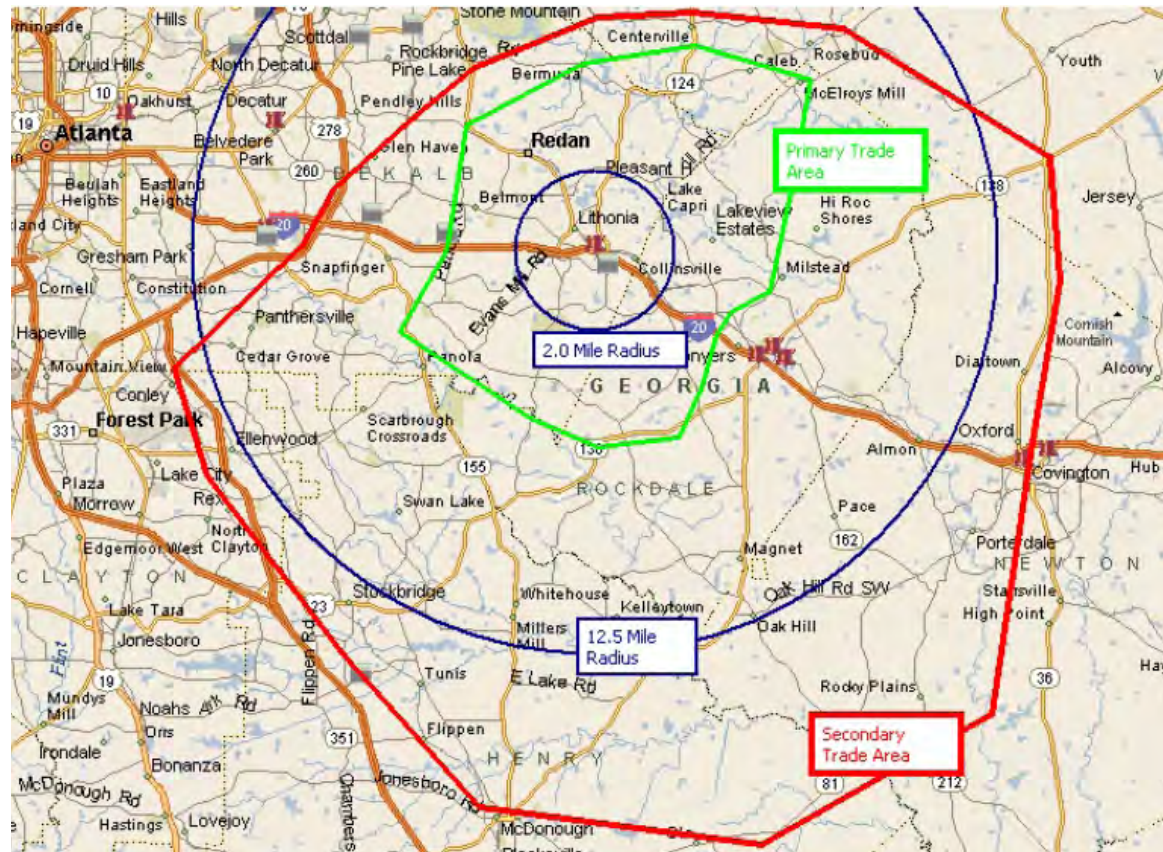 Hills
Stone Mountain
Centerville
Scottdal
Rockbridge
Rd
Rosebud
Youth
Druid Hills
North Decatur
Pine Lake
Bermuda
Caleb
124
10
Oakhurst
Decatur
Pendley Hills
McElroys Mill
19
278
Atlanta
Belvedere
Park
Glen Haven
Redan
Primary Trade
Area
260
Pleasant Hill Rd
138
Beulah
Heights
Eastland
Heights
Belmont
Lake
Capri
Hi Roc
Shores
Jersey
Lithonia
Lakeview
Estates
20
Gresham Park
Snapfinger
Collinsville
Milstead
Cornell
Constitution
Evans Mill Rd
Hapeville
Panthersville
20
Cornish
Mountain
2.0 Mile Radius
Mountain View
Cedar Grove
Panola
Dialtown
Alcovy
Conley
GEORGIA
Forest Park
Scarbrough
Crossroads
331
Ellenwood
138
Almon
Oxford
Lake City
155
Covington
Hub
Plaza
Rex
ROCKDALE
Morrow
Swan Lake
Pace
North
Clayton
Edgemoor West
162
Porterdale
Magnet
NEWTON
CLAYTON
Stockbridge
Whitehouse
Oak Hill Rd SW
Starrsville
Lake Tara
23
Kelleytown
High Point
Millers
Mill
Oak Hill
Jonesboro
12.5 Mile
Radius
Flint
Flippen Rd
19
Tunis
E Lake Rd
Rocky Plains
36
Mundys
Mill
Noahs Ark Rd
Orrs
351
Flippen
Secondary
Trade Area
Irondale
HENRY
Bonanza
Jonesboro Rd
81
212
McDonough Rd
Hastings
Lovejoy
McDonough